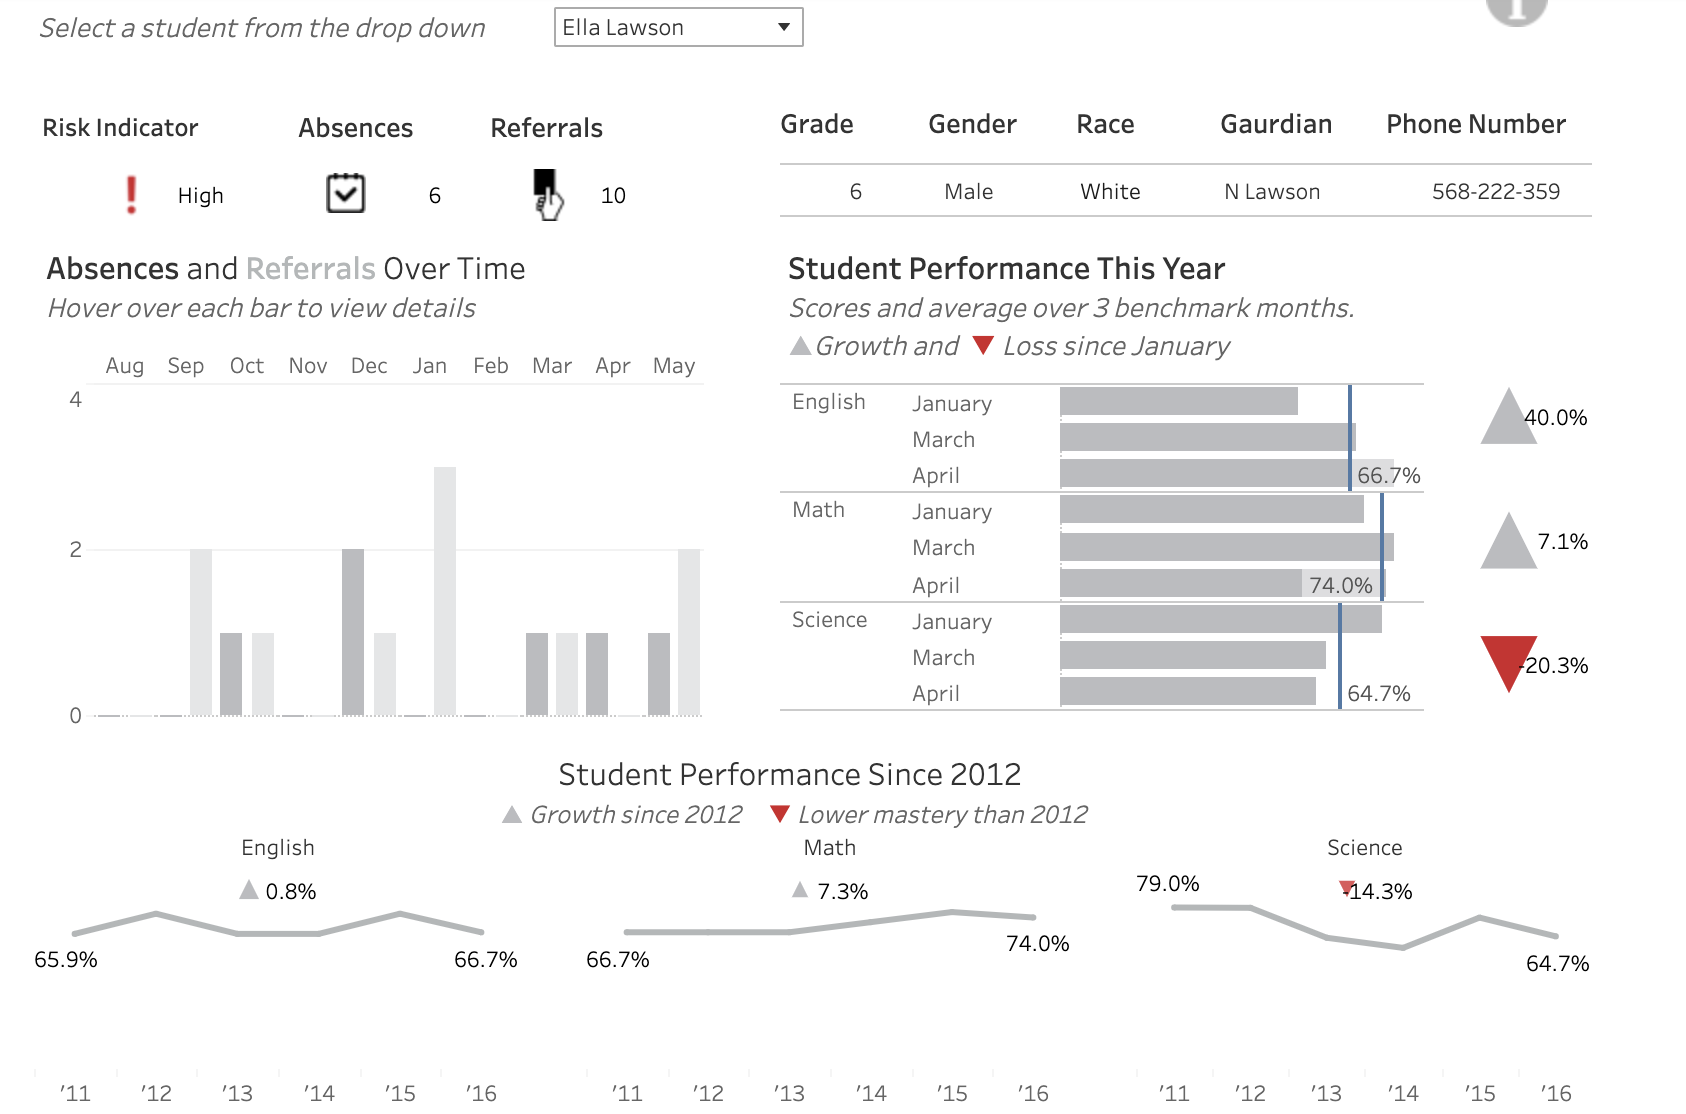 Select a student from the drop down
Ella Lawson
Risk Indicator Absences Referrals
High 6 10
Grade Gender Race Gaurdian Phone Number
6 Male White N Lawson 568-222-359
Absences and Referrals Over Time
Hover over each bar to view details
Aug Sep Oct Nov Dec Jan Feb Mar Apr May
4
2
0
Student Performance This Year
Scores and average over 3 benchmark months.
Growth and Loss since January
English January
March
April 66.7%
40.0%
Math January
March
April 74.0%
7.1%
Science January
March
April 64.7%
-20.3%
Student Performance Since 2012
Growth since 2012 Lower mastery than 2012
English
0.8%
65.9% 66.7%
'11 '12 '13 '14 '15 '16
Math
7.3%
66.7% 74.0%
'11 '12 '13 '14 '15 '16
Science
-14.3%
79.0% 64.7%
'11 '12 '13 '14 '15 '16